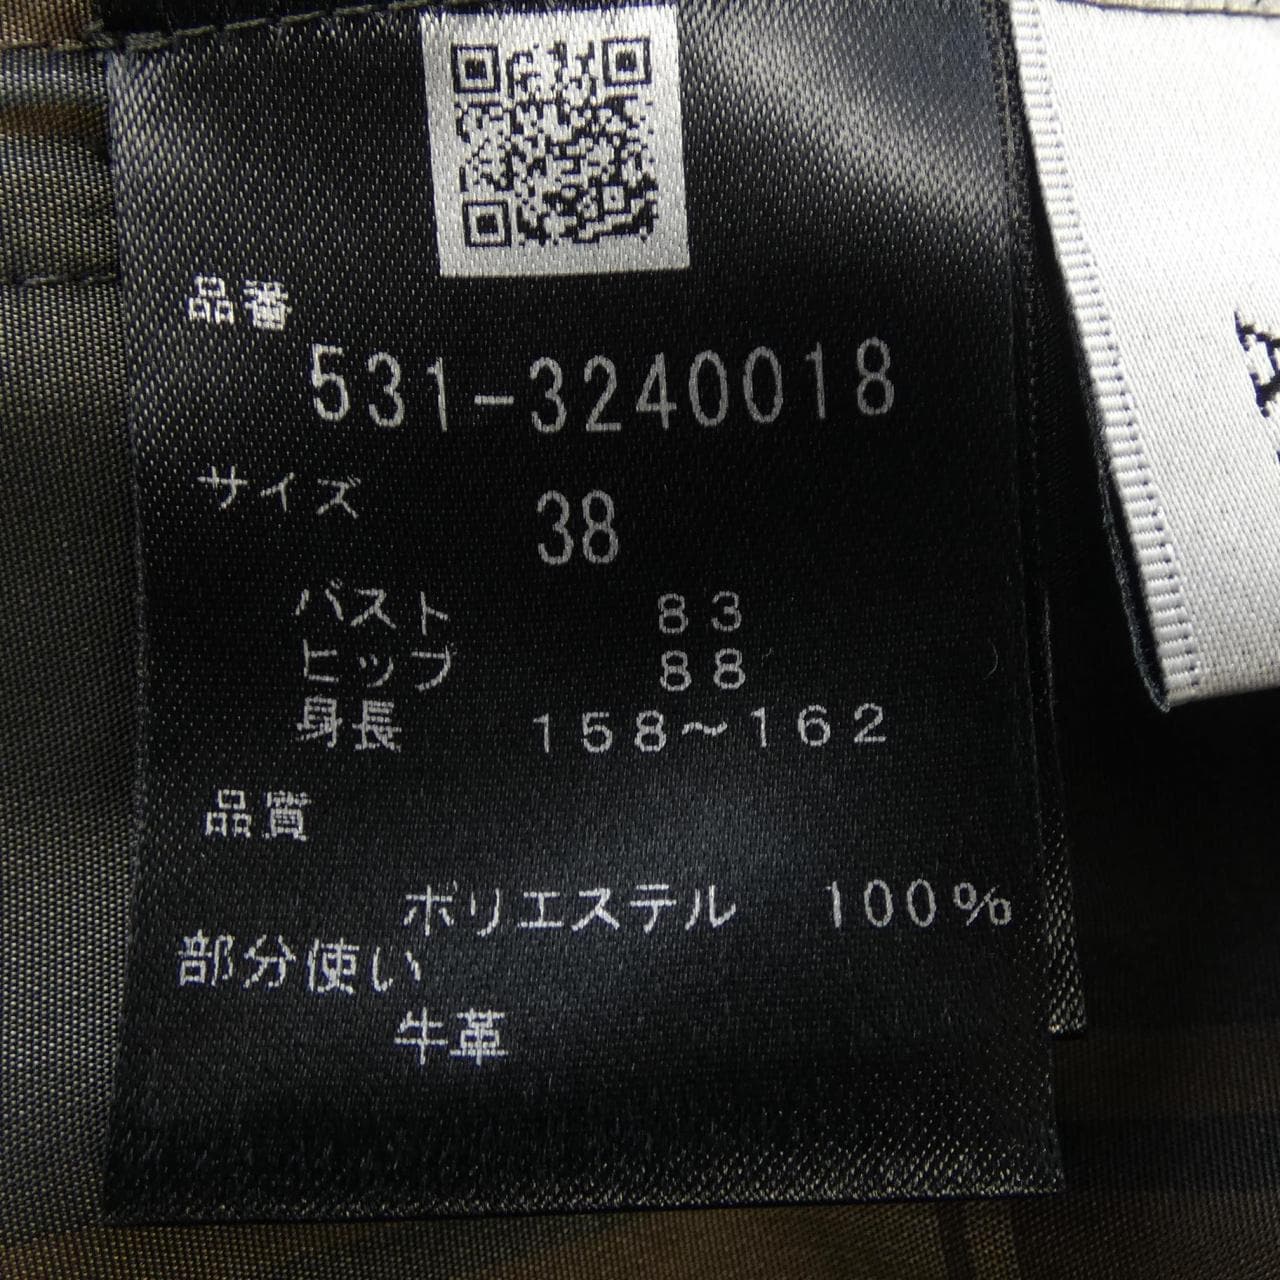 品番
531-3240018
サイズ 38
バスト 83
ヒップ 88
身長 158～162
品質
ポリエステル 100%
部分使い
牛革